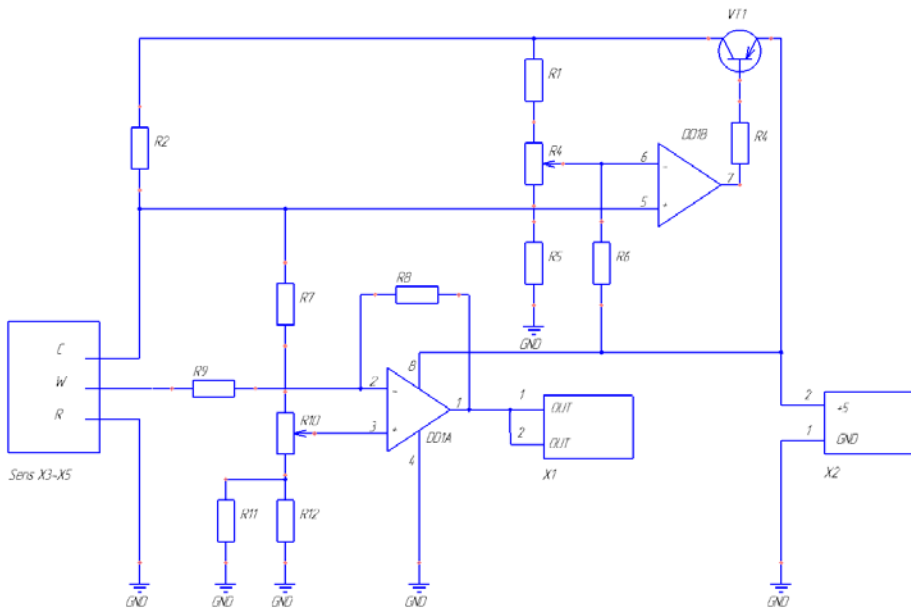 VT1
R1
R2
R4
DD1B
R4
6
-
7
5
+
R5
R6
R8
R7
GND
C
W
R
R9
8
2
-
1
3
+
DD1A
4
R10
1
OUT
2
OUT
X1
2
+5
GND
1
X2
Sens X3-X5
R11
R12
GND
GND
GND
GND
GND